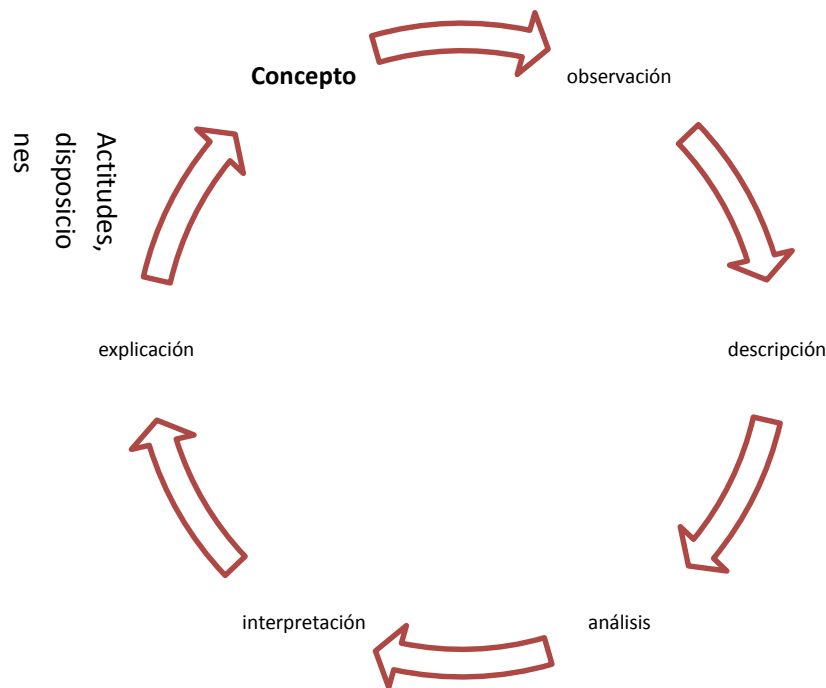 Concepto
observación
descripción
análisis
interpretación
explicación
Actitudes,
disposicio
nes